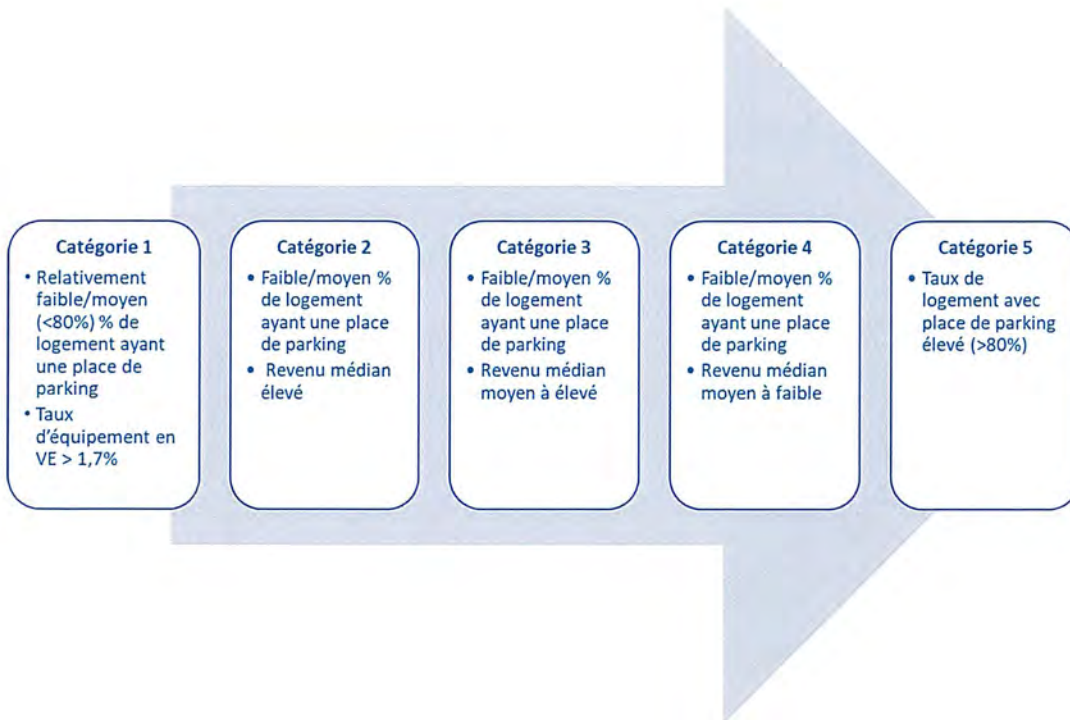 Catégorie 1
• Relativement
faible/moyen
(<80%) % de
logement ayant
une place de
parking
• Taux
d'équipement en
VE > 1,7%
Catégorie 2
• Faible/moyen %
de logement
ayant une place
de parking
• Revenu médian
élevé
Catégorie 3
• Faible/moyen %
de logement
ayant une place
de parking
• Revenu médian
moyen à élevé
Catégorie 4
• Faible/moyen %
de logement
ayant une place
de parking
• Revenu médian
moyen à faible
Catégorie 5
• Taux de
logement avec
place de parking
élevé (>80%)